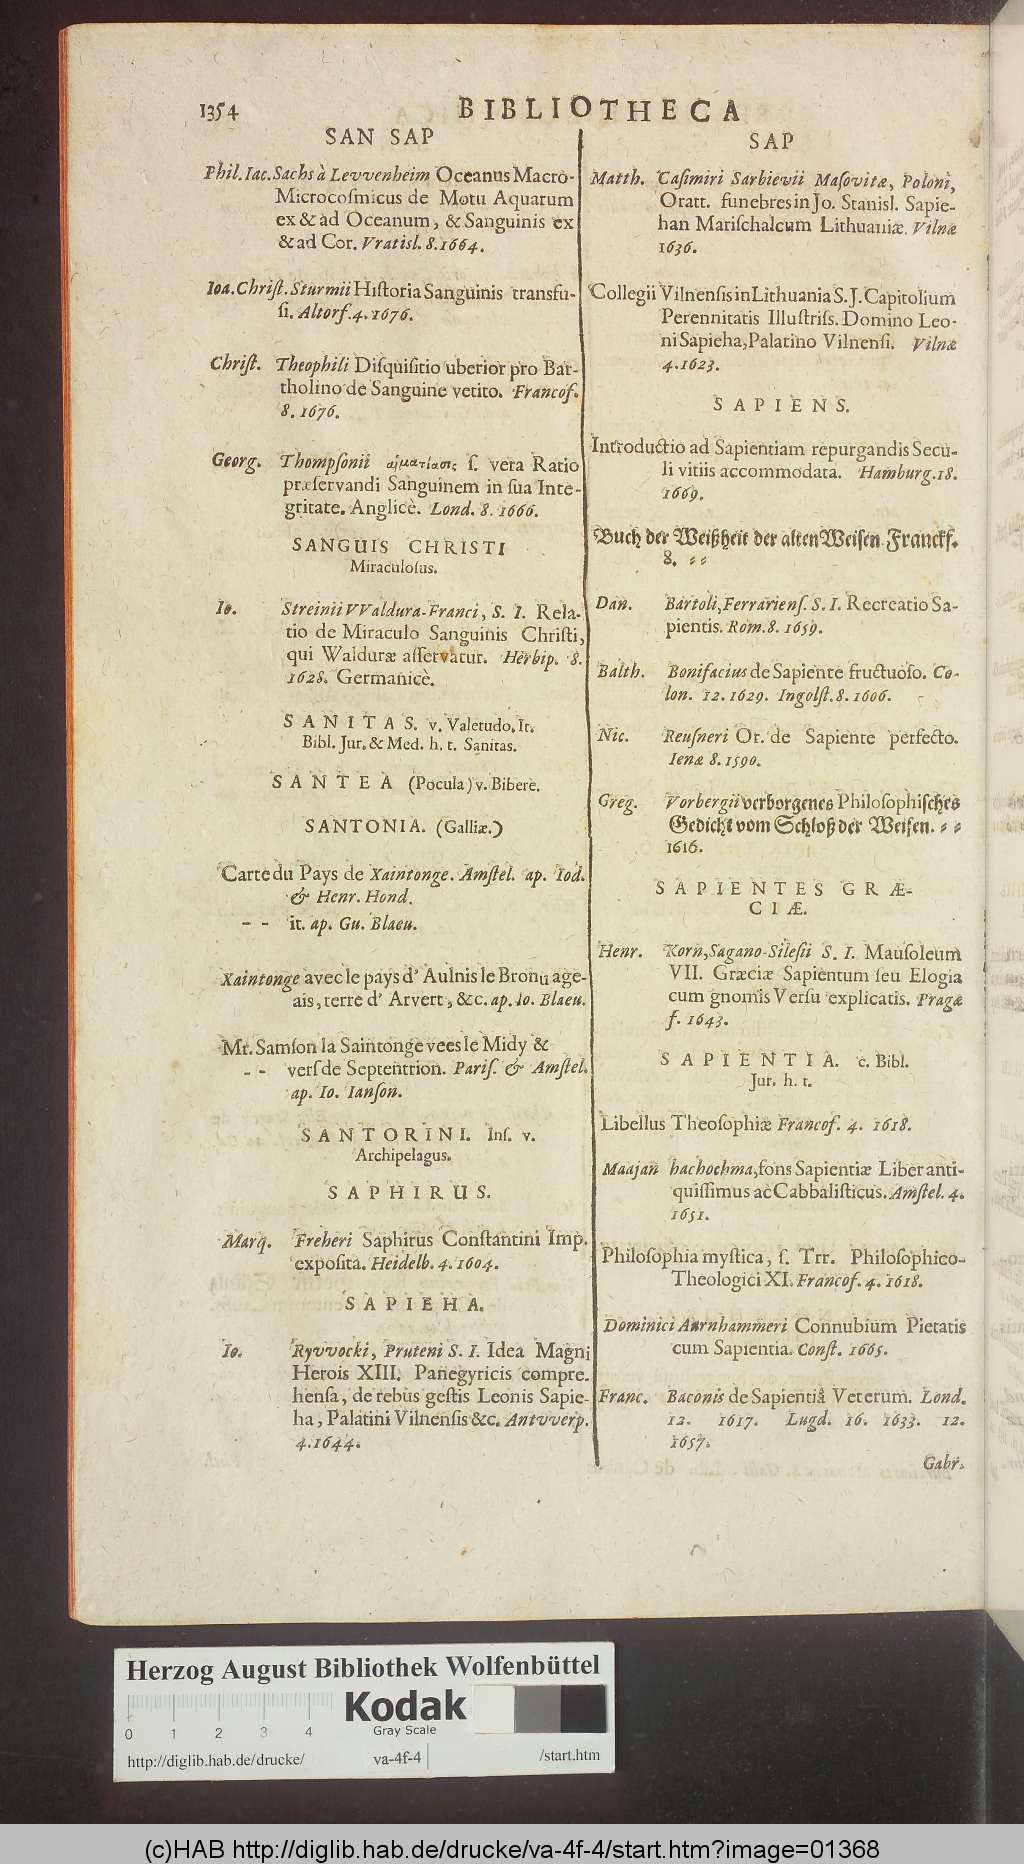 1354
BIBLIOTHECA
SAN SAP
Phil. Iac. Sachs à Levvenheim Oceanus Macro-
Microcoſmicus de Motu Aquarum
ex & ad Oceanum, & Sanguinis ex
& ad Cor. Vratisl. 8. 1664.
Ioa. Chriſt. Sturmii Hiſtoria Sanguinis transfu-
ſi. Altorf. 4. 1676.
Chriſt. Theophili Diſquiſitio uberior pro Bar-
tholino de Sanguine vetito. Francof.
8. 1676.
Georg. Thompſonii αἱματίασις ſ. vera Ratio
præſervandi Sanguinem in ſua Inte-
gritate. Anglicè. Lond. 8. 1666.
SANGUIS CHRISTI
Miraculoſus.
Io. Streinii VValdura-Franci, S. I. Rela-
tio de Miraculo Sanguinis Chriſti,
qui Walduræ aſſervatur. Herbip. 8.
1628. Germanicè.
SANITAS. v. Valetudo. It.
Bibl. Jur. & Med. h. t. Sanitas.
SANTEA (Pocula) v. Bibere.
SANTONIA. (Galliæ.)
Carte du Pays de Xaintonge. Amſtel. ap. Iod.
& Henr. Hond.
- - it. ap. Gu. Blaeu.
Xaintonge avec le pays d' Aulnis le Bronu age-
ais, terre d' Arvert, &c. ap. Io. Blaeu.
Mr. Samſon la Saintonge vees le Midy &
- - verſ de Septentrion. Pariſ. & Amſtel.
ap. Io. Ianſon.
SANTORINI. Inſ. v.
Archipelagus.
SAPHIRUS.
Marq. Freheri Saphirus Conſtantini Imp.
expoſita. Heidelb. 4. 1604.
SAPIEHA.
Io. Ryvvocki, Pruteni S. I. Idea Magni
Herois XIII. Panegyricis compre-
henſa, de rebus geſtis Leonis Sapie-
ha, Palatini Vilnenſis &c. Antvverp.
4. 1644.
SAP
Matth. Caſimiri Sarbievii Maſovitæ, Poloni,
Oratt. funebres in Jo. Stanisl. Sapie-
han Mariſchalcum Lithuaniæ. Vilnæ
1636.
Collegii Vilnenſis in Lithuania S. J. Capitolium
Perennitatis Illuſtriſs. Domino Leo-
ni Sapieha, Palatino Vilnenſi. Vilnæ
4. 1623.
SAPIENS.
Introductio ad Sapientiam repurgandis Secu-
li vitiis accommodata. Hamburg. 18.
1669.
Buch der Weißheit der alten Weiſen Franckf.
8. - -
Dan. Bartoli, Ferrarienſ. S. I. Recreatio Sa-
pientis. Rom. 8. 1659.
Balth. Bonifacius de Sapiente fructuoſo. Co-
lon. 12. 1629. Ingolſt. 8. 1606.
Nic. Reuſneri Or. de Sapiente perfecto.
Ienæ 8. 1590.
Greg. Vorbergii verborgenes Philoſophiſches
Gedicht vom Schloß der Weiſen. - -
1616.
SAPIENTES GRÆ-
CIÆ.
Henr. Korn, Sagano-Sileſii S. I. Mauſoleum
VII. Græciæ Sapientum ſeu Elogia
cum gnomis Verſu explicatis. Pragæ
f. 1643.
SAPIENTIA. c. Bibl.
Jur. h. t.
Libellus Theoſophiæ Francof. 4. 1618.
Maajan hachochma, fons Sapientiæ Liber anti-
quiſſimus ac Cabbaliſticus. Amſtel. 4.
1651.
Philoſophia myſtica, ſ. Trr. Philoſophico-
Theologici XI. Francof. 4. 1618.
Dominici Aurnhammeri Connubium Pietatis
cum Sapientia. Conſt. 1665.
Franc. Baconis de Sapientiâ Veterum. Lond.
12. 1617. Lugd. 16. 1633. 12.
1657.
Gabr.
Herzog August Bibliothek Wolfenbüttel
Kodak
Gray Scale
0 1 2 3 4
http://diglib.hab.de/drucke/ va-4f-4 /start.htm
(c)HAB http://diglib.hab.de/drucke/va-4f-4/start.htm?image=01368